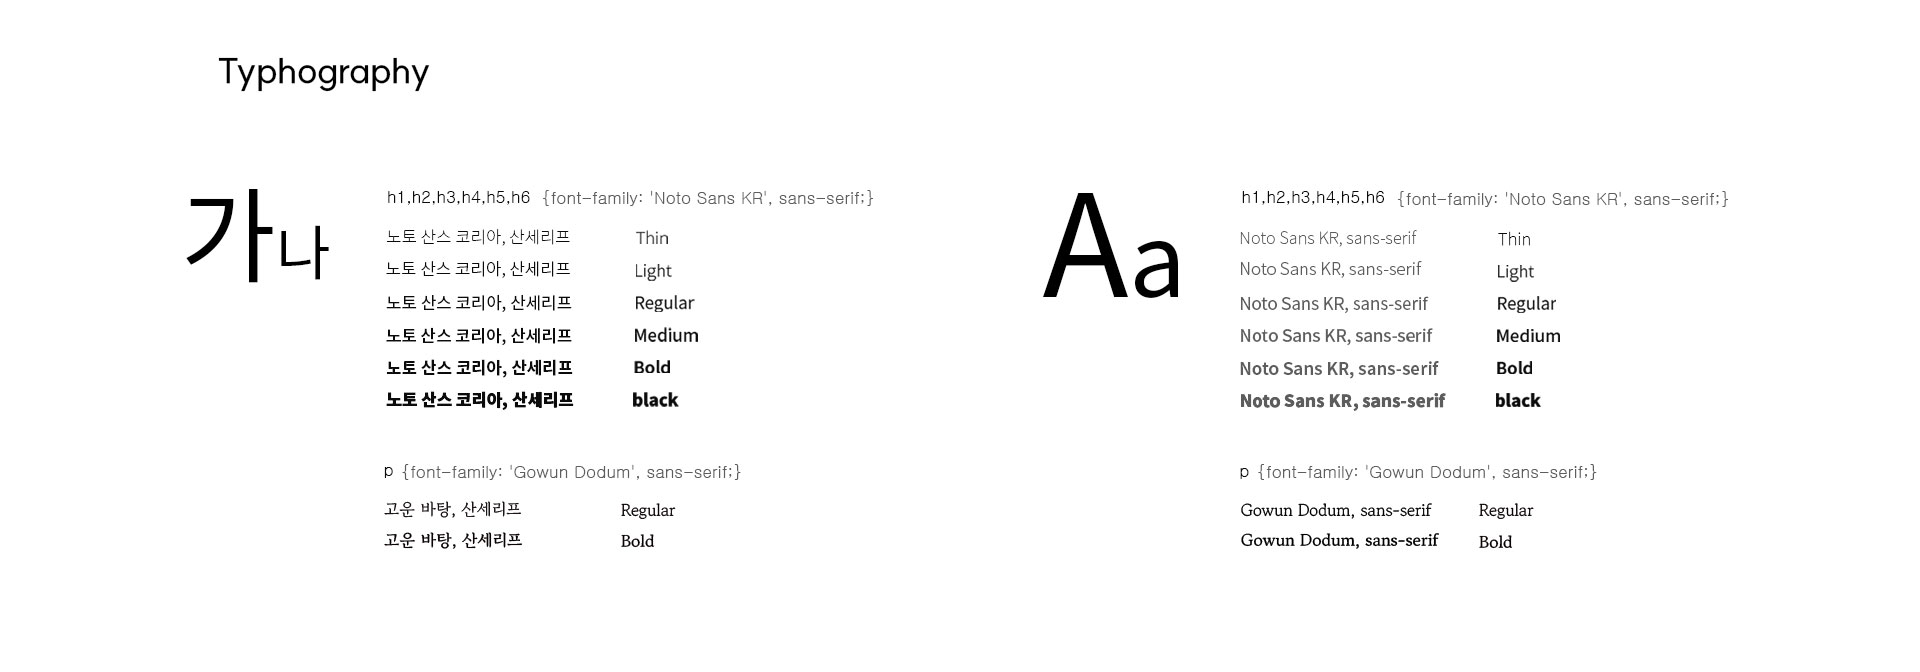 Typhography
가나
h1,h2,h3,h4,h5,h6 {font-family: 'Noto Sans KR', sans-serif;}
노토 산스 코리아, 산세리프 Thin
노토 산스 코리아, 산세리프 Light
노토 산스 코리아, 산세리프 Regular
노토 산스 코리아, 산세리프 Medium
노토 산스 코리아, 산세리프 Bold
노토 산스 코리아, 산세리프 black
p {font-family: 'Gowun Dodum', sans-serif;}
고운 바탕, 산세리프 Regular
고운 바탕, 산세리프 Bold
Aa
h1,h2,h3,h4,h5,h6 {font-family: 'Noto Sans KR', sans-serif;}
Noto Sans KR, sans-serif Thin
Noto Sans KR, sans-serif Light
Noto Sans KR, sans-serif Regular
Noto Sans KR, sans-serif Medium
Noto Sans KR, sans-serif Bold
Noto Sans KR, sans-serif black
p {font-family: 'Gowun Dodum', sans-serif;}
Gowun Dodum, sans-serif Regular
Gowun Dodum, sans-serif Bold